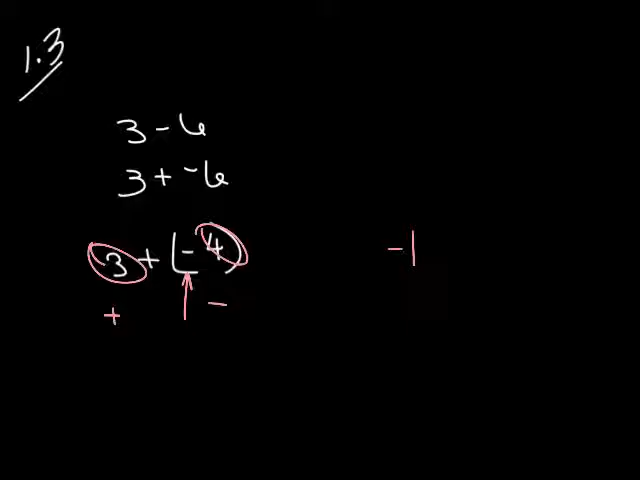 1.3
3 - 6
3 + -6
3 + (- 4) -1
+ -